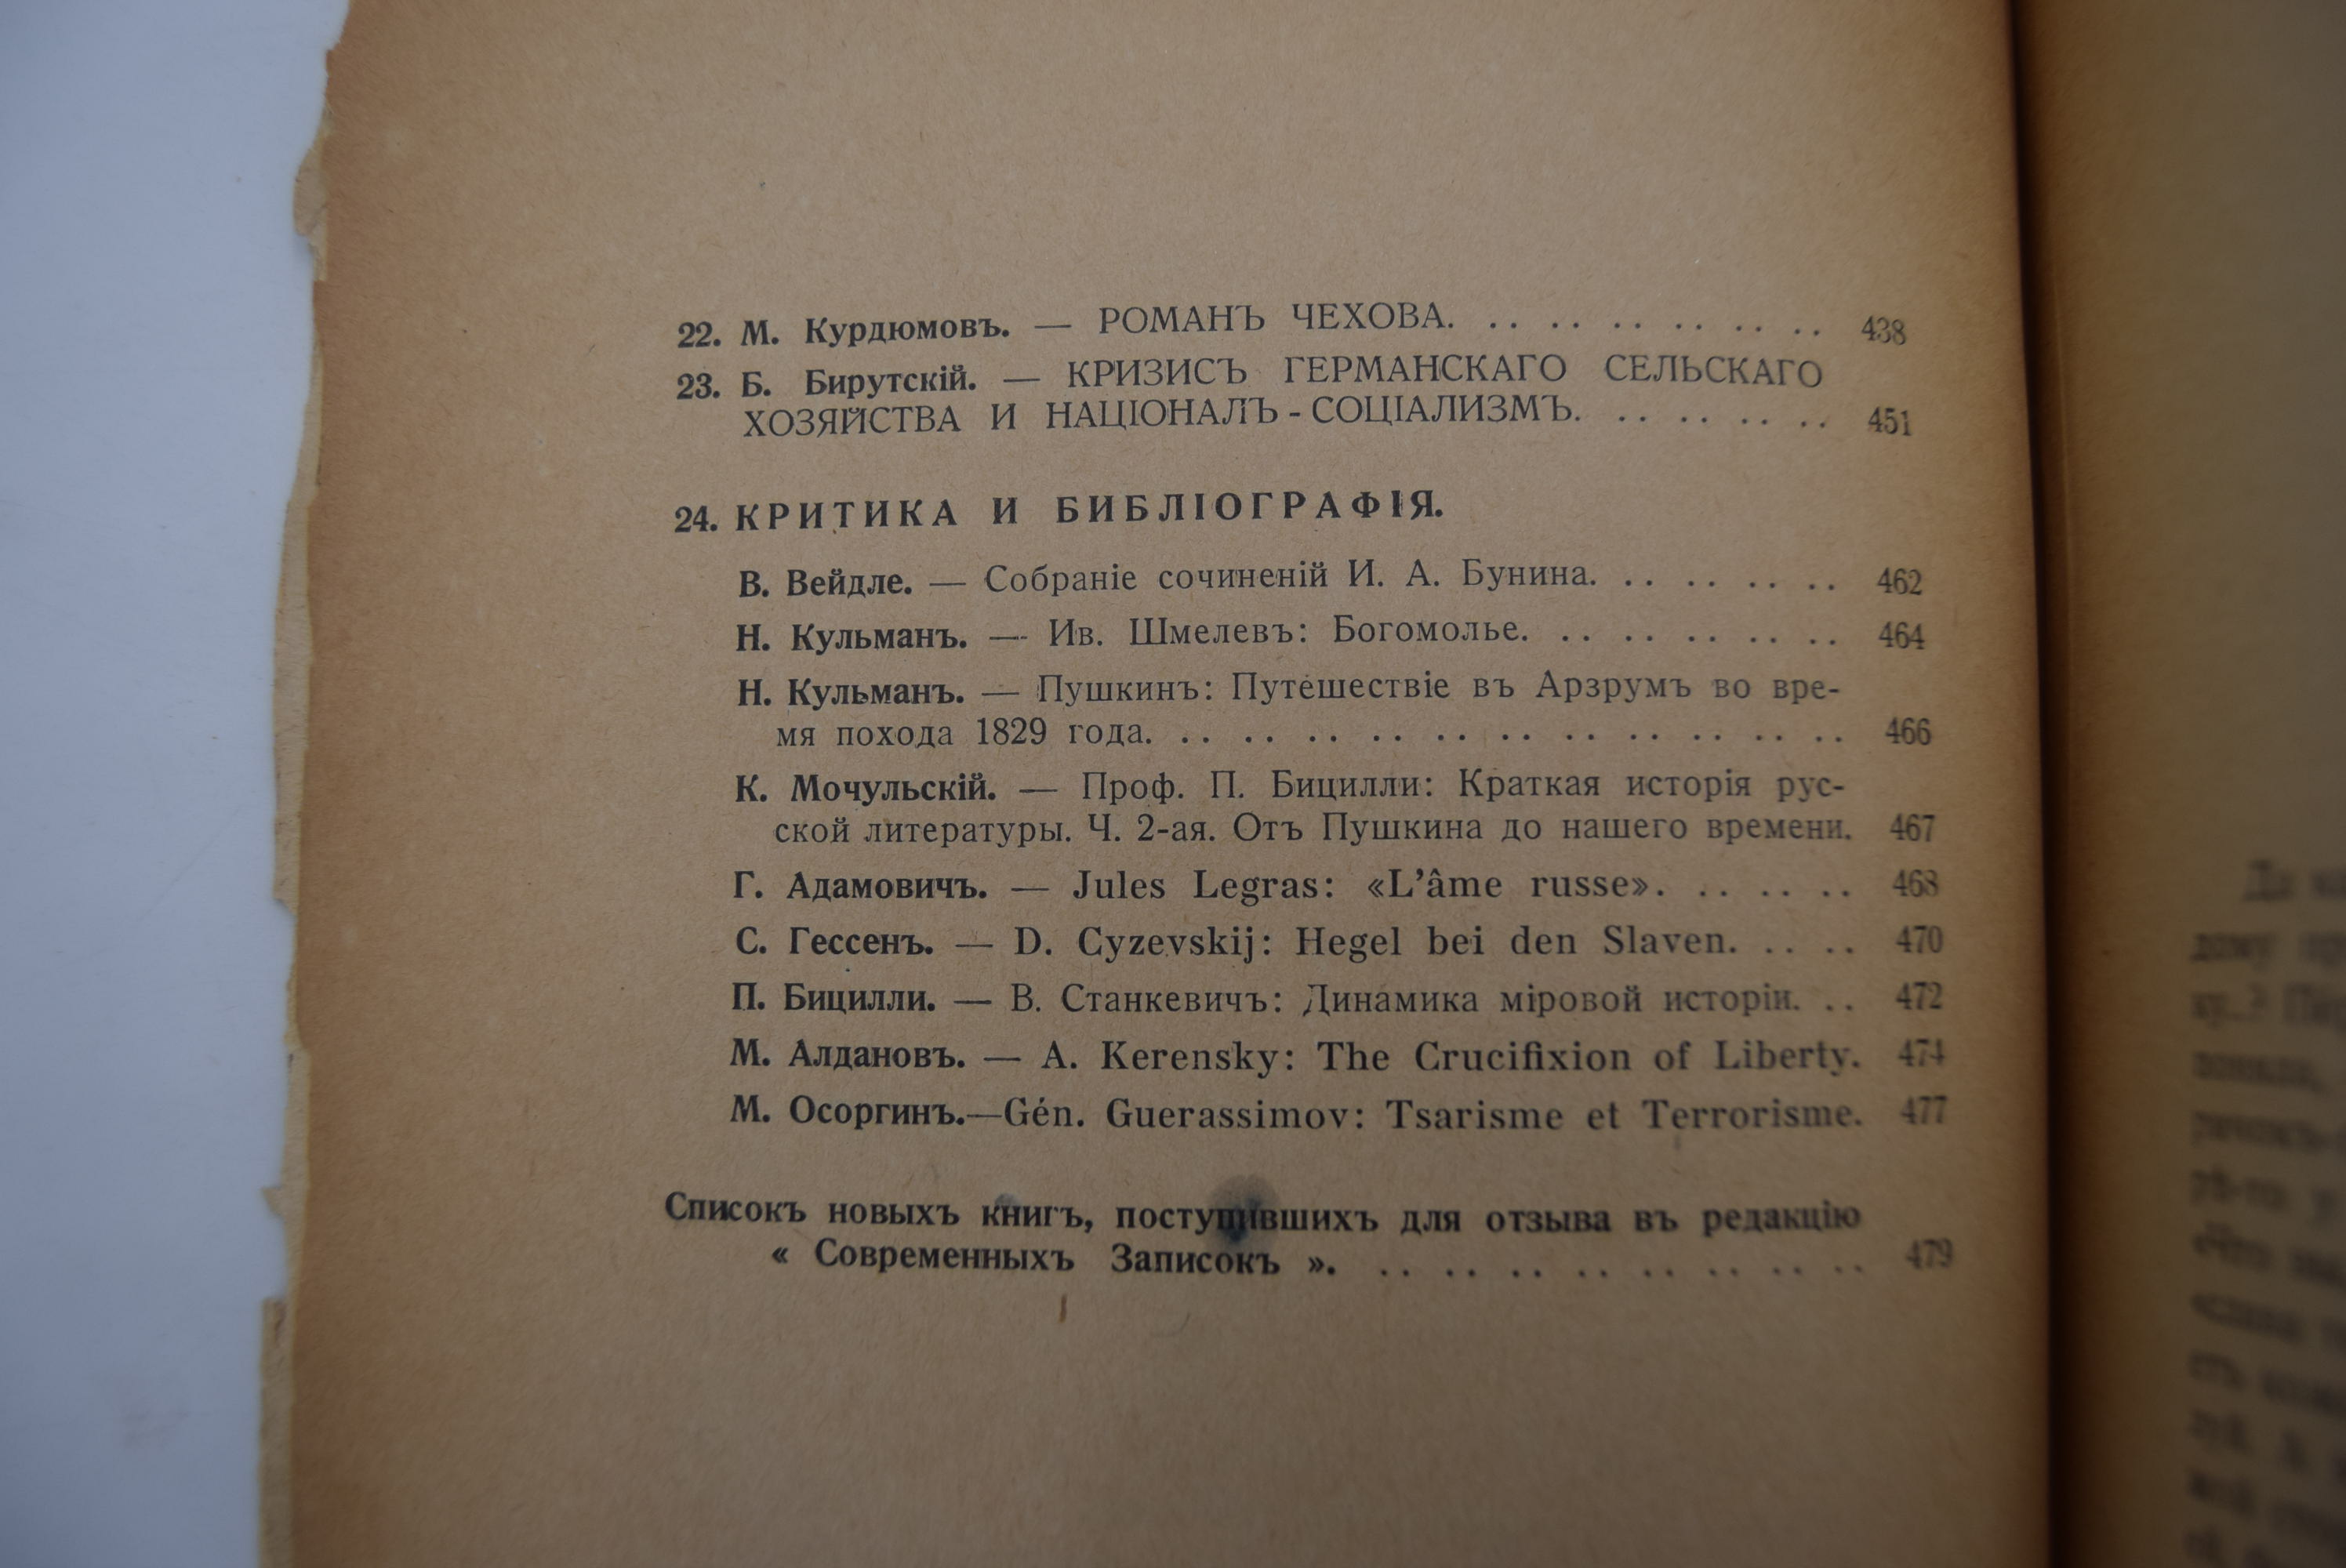 22. М. Курдюмовъ. — РОМАНЪ ЧЕХОВА. . . . . . . . . . . . . 438
23. Б. Бирутскій. — КРИЗИСЪ ГЕРМАНСКАГО СЕЛЬСКАГО
ХОЗЯЙСТВА И НАЦІОНАЛЪ-СОЦІАЛИЗМЪ. . . . . . . . . 451
24. КРИТИКА И БИБЛІОГРАФІЯ.
В. Вейдле. — Собраніе сочиненій И. А. Бунина. . . . . . . . . 462
Н. Кульманъ. — Ив. Шмелевъ: Богомолье. . . . . . . . . . . 464
Н. Кульманъ. — Пушкинъ: Путешествіе въ Арзрумъ во вре-
мя похода 1829 года. . . . . . . . . . . . . . . . . . . . . . . 466
К. Мочульскій. — Проф. П. Бицилли: Краткая исторія рус-
ской литературы. Ч. 2-ая. Отъ Пушкина до нашего времени. 467
Г. Адамовичъ. — Jules Legras: «L’âme russe». . . . . . . 468
С. Гессенъ. — D. Cyzevskij: Hegel bei den Slaven. . . . . 470
П. Бицилли. — В. Станкевичъ: Динамика міровой исторіи. . . 472
М. Алдановъ. — A. Kerensky: The Crucifixion of Liberty. 474
М. Осоргинъ.—Gén. Guerassimov: Tsarisme et Terrorisme. 477
Списокъ новыхъ книгъ, поступившихъ для отзыва въ редакцію
« Современныхъ Записокъ ». . . . . . . . . . . . . . . . . 479